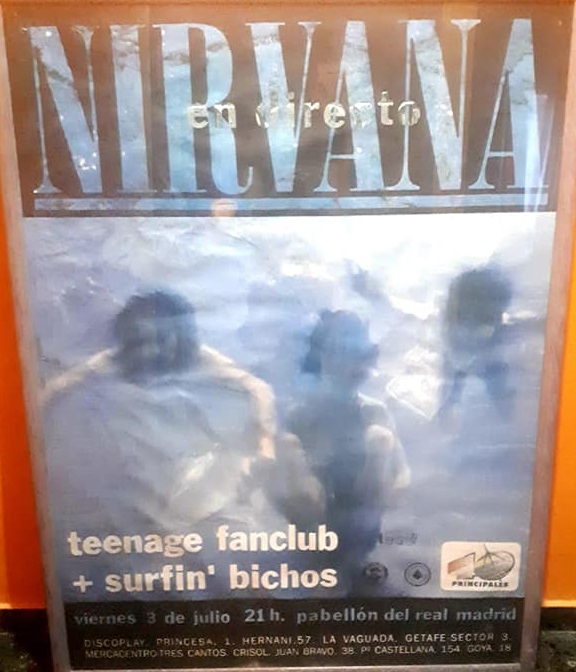 NIRVANA
en directo
teenage fanclub
+ surfin' bichos
40
PRINCIPALES
viernes 3 de julio 21h. pabellón del real madrid
DISCOPLAY, PRINCESA, 1. HERNANI,57. LA VAGUADA. GETAFE-SECTOR 3.
MERCACENTRO-TRES CANTOS. CRISOL, JUAN BRAVO, 38. Pº CASTELLANA, 154 GOYA, 18